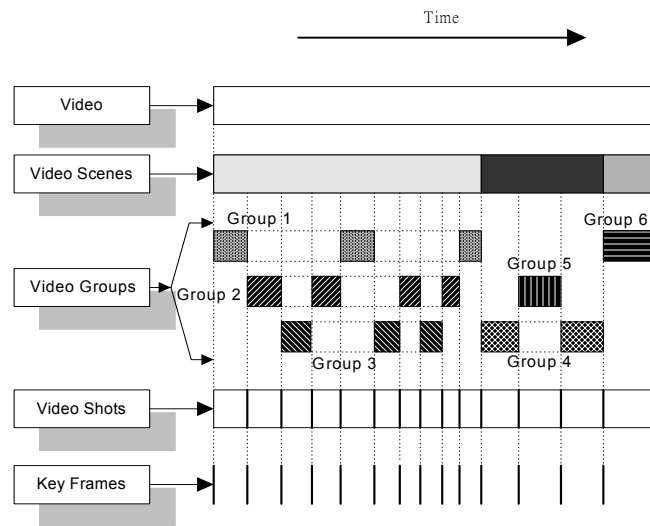 Time
Video
Video Scenes
Group 1
Group 6
Group 5
Video Groups
Group 2
Group 3
Group 4
Video Shots
Key Frames